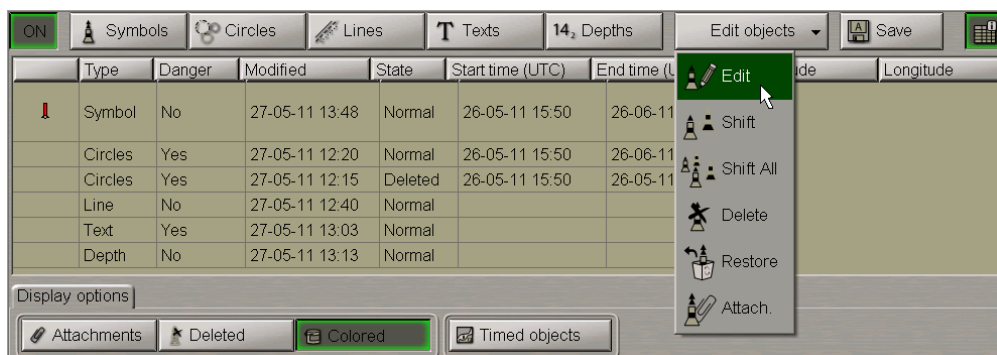 ON Symbols Circles Lines T Texts 14₂ Depths Edit objects A Save
Type Danger Modified State Start time (UTC) End time (U de Longitude
Edit
Symbol No 27-05-11 13:48 Normal 26-05-11 15:50 26-06-11
Shift
Circles Yes 27-05-11 12:20 Normal 26-05-11 15:50 26-06-11
Circles Yes 27-05-11 12:15 Deleted 26-05-11 15:50 26-05-11
Shift All
Line No 27-05-11 12:40 Normal
Text Yes 27-05-11 13:03 Normal
Delete
Depth No 27-05-11 13:13 Normal
Restore
Display options
Attach.
Attachments Deleted Colored Timed objects